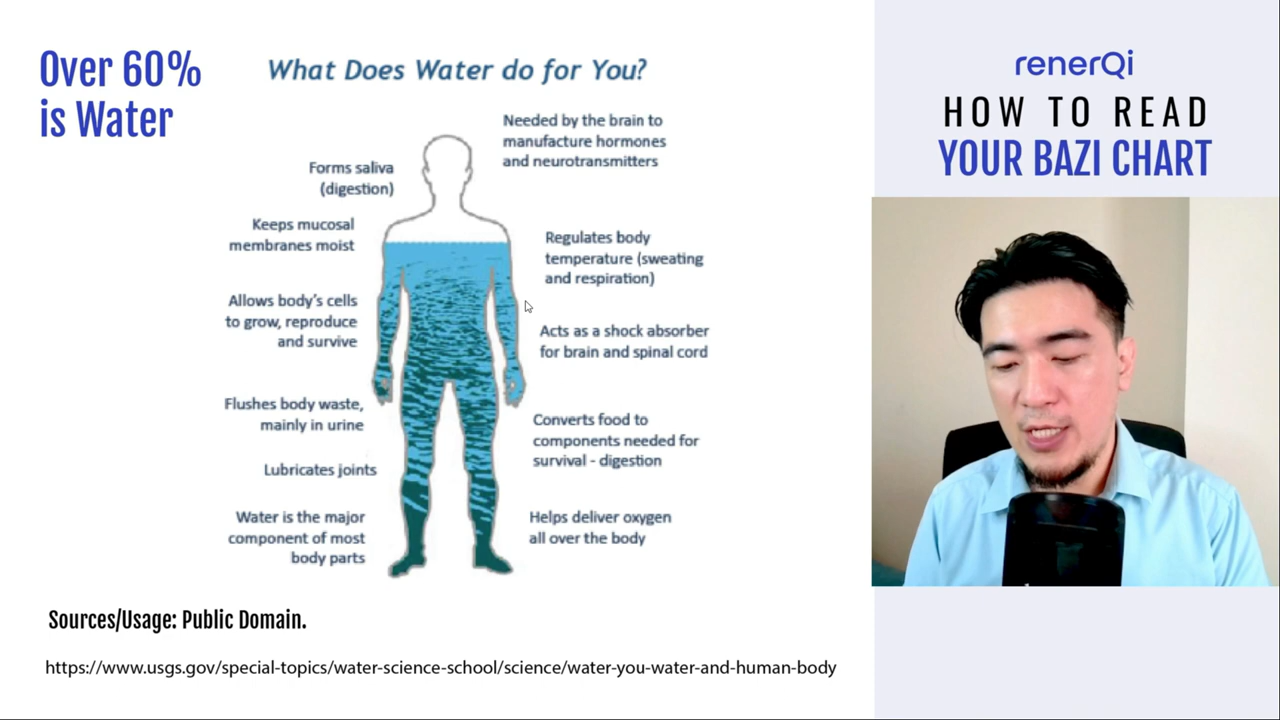 Over 60%
is Water
What Does Water do for You?
Needed by the brain to
manufacture hormones
and neurotransmitters
Forms saliva
(digestion)
Keeps mucosal
membranes moist
Regulates body
temperature (sweating
and respiration)
Allows body's cells
to grow, reproduce
and survive
Acts as a shock absorber
for brain and spinal cord
Flushes body waste,
mainly in urine
Converts food to
components needed for
survival - digestion
Lubricates joints
Water is the major
component of most
body parts
Helps deliver oxygen
all over the body
Sources/Usage: Public Domain.
https://www.usgs.gov/special-topics/water-science-school/science/water-you-water-and-human-body
renerQi
HOW TO READ
YOUR BAZI CHART